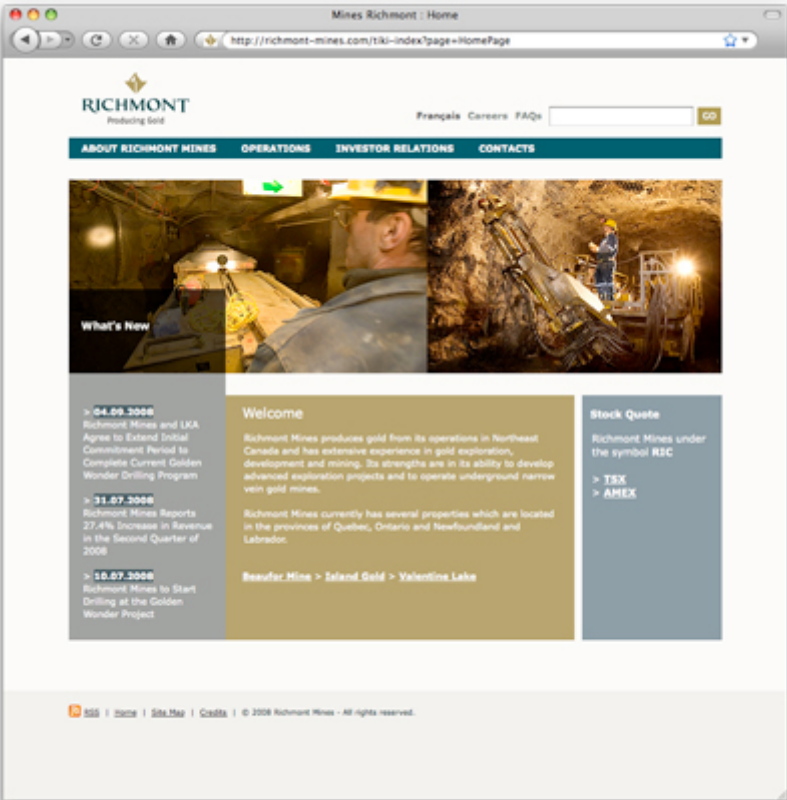 Mines Richmont : Home
http://richmont-mines.com/tiki-index?page=HomePage
RICHMONT
Producing Gold
Français Careers FAQs
GO
ABOUT RICHMONT MINES OPERATIONS INVESTOR RELATIONS CONTACTS
What's New
> 04.09.2008
Richmont Mines and LKA
Agree to Extend Initial
Commitment Period to
Complete Current Golden
Wonder Drilling Program
> 31.07.2008
Richmont Mines Reports
27.4% Increase in Revenue
in the Second Quarter of
2008
> 10.07.2008
Richmont Mines to Start
Drilling at the Golden
Wonder Project
Welcome
Richmont Mines produces gold from its operations in Northeast
Canada and has extensive experience in gold exploration,
development and mining. Its strengths are in its ability to develop
advanced exploration projects and to operate underground narrow
vein gold mines.
Richmont Mines currently has several properties which are located
in the provinces of Quebec, Ontario and Newfoundland and
Labrador.
Beaufor Mine > Island Gold > Valentine Lake
Stock Quote
Richmont Mines under
the symbol RIC
> TSX
> AMEX
RSS | Home | Site Map | Credits | © 2008 Richmont Mines - All rights reserved.